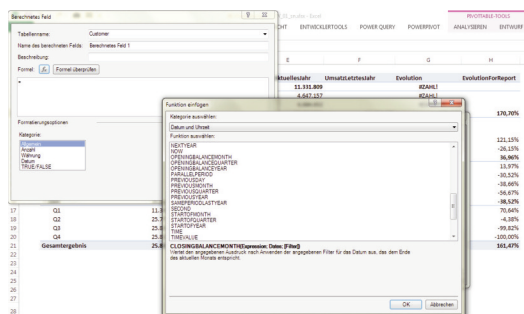 Berechnetes Feld
Excel
PIVOTTABLE-TOOLS
CHT ENTWICKLERTOOLS POWER QUERY POWERPIVOT ANALYSIEREN ENTWURF
Tabellenname: Customer
Name des berechneten Felds: Berechnetes Feld 1
Beschreibung:
Formel: fx Formel überprüfen
=
Formatierungsoptionen
Kategorie:
Allgemein
Anzahl
Währung
Datum
TRUE/FALSE
E F G H
ktuellesJahr UmsatzLetztesJahr Evolution EvolutionForReport
11.331.809 #ZAHL!
4.647.157 #ZAHL!
170,70%
121,15%
-26,15%
36,96%
13,97%
-30,52%
-38,66%
-56,67%
-38,52%
17 Q1 70,64%
18 Q2 -4,38%
19 Q3 -99,82%
20 Q4 -100,00%
21 Gesamtergebnis 161,47%
22
23
24
25
26
27
28
Funktion einfügen
Kategorie auswählen:
Datum und Uhrzeit
Funktion auswählen:
NEXTYEAR
NOW
OPENINGBALANCEMONTH
OPENINGBALANCEQUARTER
OPENINGBALANCEYEAR
PARALLELPERIOD
PREVIOUSDAY
PREVIOUSMONTH
PREVIOUSQUARTER
PREVIOUSYEAR
SAMEPERIODLASTYEAR
SECOND
STARTOFMONTH
STARTOFQUARTER
STARTOFYEAR
TIME
TIMEVALUE
CLOSINGBALANCEMONTH(Expression; Dates; [Filter])
Wertet den angegebenen Ausdruck nach Anwenden der angegebenen Filter für das Datum aus, das dem Ende
des aktuellen Monats entspricht.
OK Abbrechen